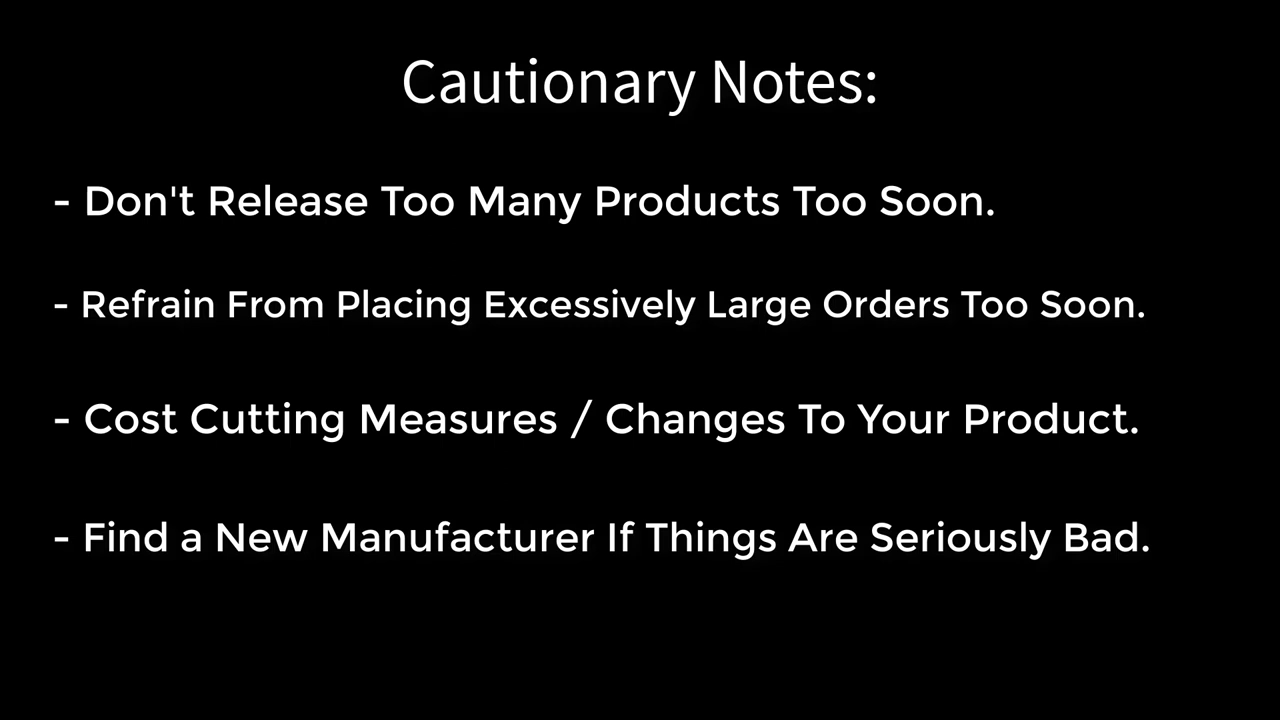 Cautionary Notes:
- Don't Release Too Many Products Too Soon.
- Refrain From Placing Excessively Large Orders Too Soon.
- Cost Cutting Measures / Changes To Your Product.
- Find a New Manufacturer If Things Are Seriously Bad.